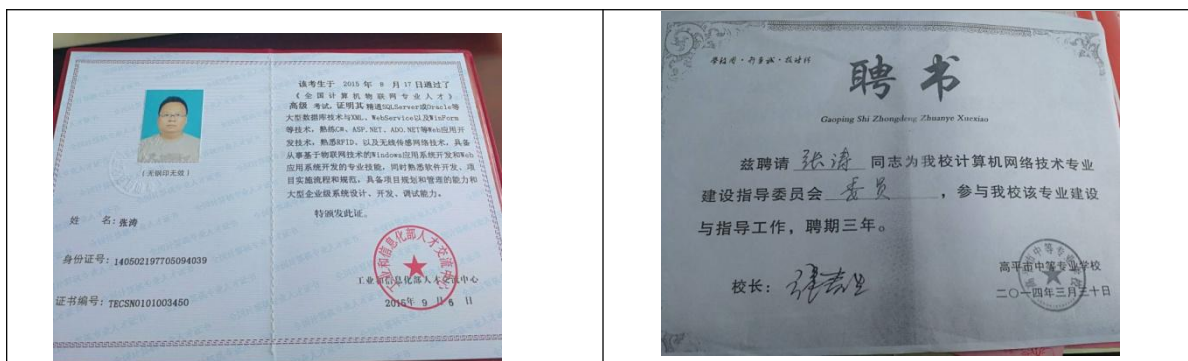 该考生于 2015 年 8 月 17 日通过了
《全国计算机物联网专业人才》
高级 考试,证明其精通SQLServer或Oracle等
大型数据库技术与XML、WebService以及WinForm
等技术,熟练C#、ASP.NET、ADO.NET等Web应用开
发技术,熟悉RFID、以及无线传感网络技术,具备
从事基于物联网技术的Windows应用系统开发和Web
应用系统开发的专业技能,同时熟悉软件开发、项
目实施流程和规范,具备项目规划和管理的能力和
大型企业级系统设计、开发、调试能力。
特颁发此证。
(无钢印无效)
姓 名:张涛
身份证号:140502197705094039
证书编号:TECSN0101003450
工业和信息化部人才交流中心
2015年 9 月 6 日
聘书
Gaoping Shi Zhongdeng Zhuanye Xuexiao
兹聘请 张涛 同志为我校计算机网络技术专业
建设指导委员会 委员 ,参与我校该专业建设
与指导工作,聘期三年。
校长:
高平市中等专业学校
二〇一四年三月三十日